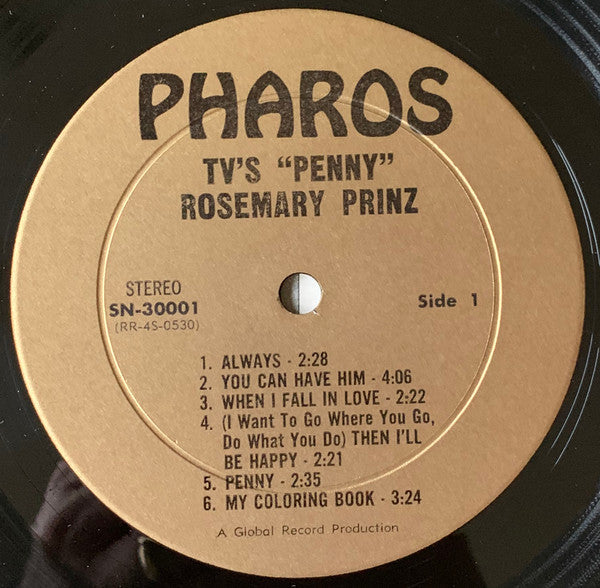 PHAROS
TV'S "PENNY"
ROSEMARY PRINZ
STEREO
SN-30001
(RR-4S-0530)
Side 1
1. ALWAYS - 2:28
2. YOU CAN HAVE HIM - 4:06
3. WHEN I FALL IN LOVE - 2:22
4. (I Want To Go Where You Go,
Do What You Do) THEN I'LL
BE HAPPY - 2:21
5. PENNY - 2:35
6. MY COLORING BOOK - 3:24
A Global Record Production